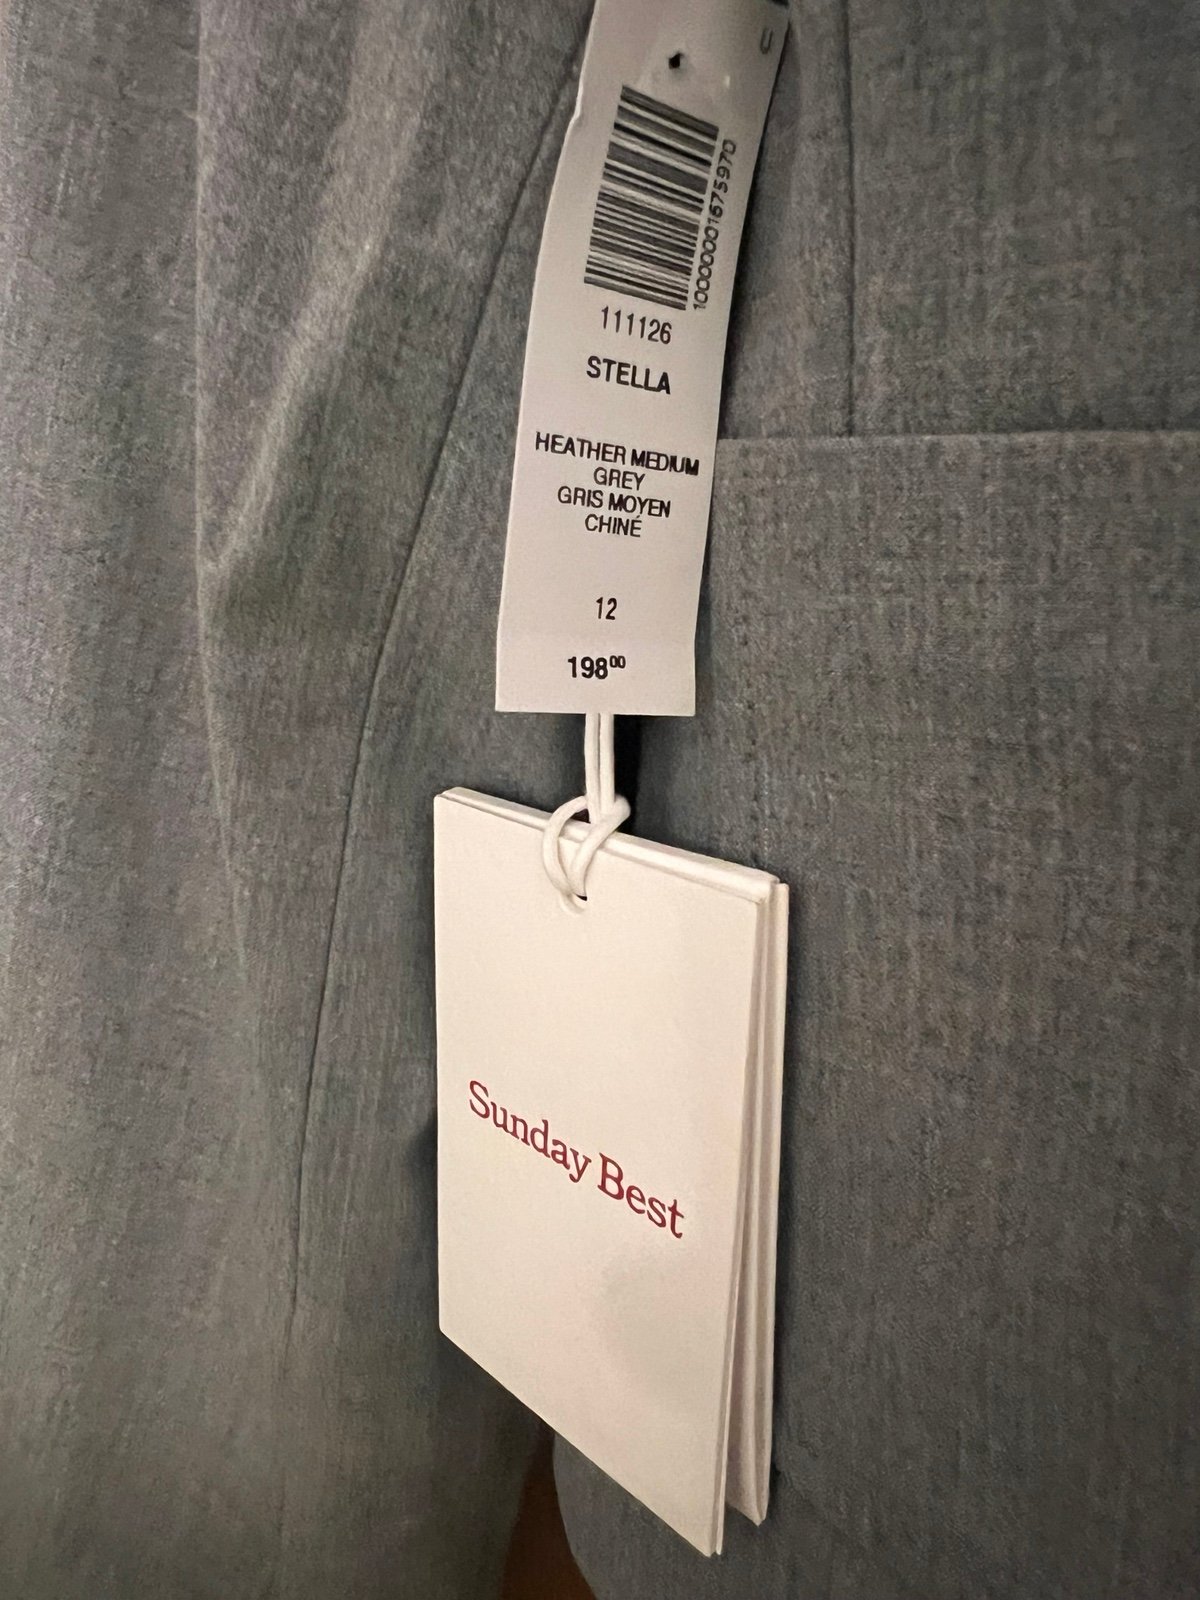 10000001675970
111126
STELLA
HEATHER MEDIUM
GREY
GRIS MOYEN
CHINÉ
12
198⁰⁰
Sunday Best